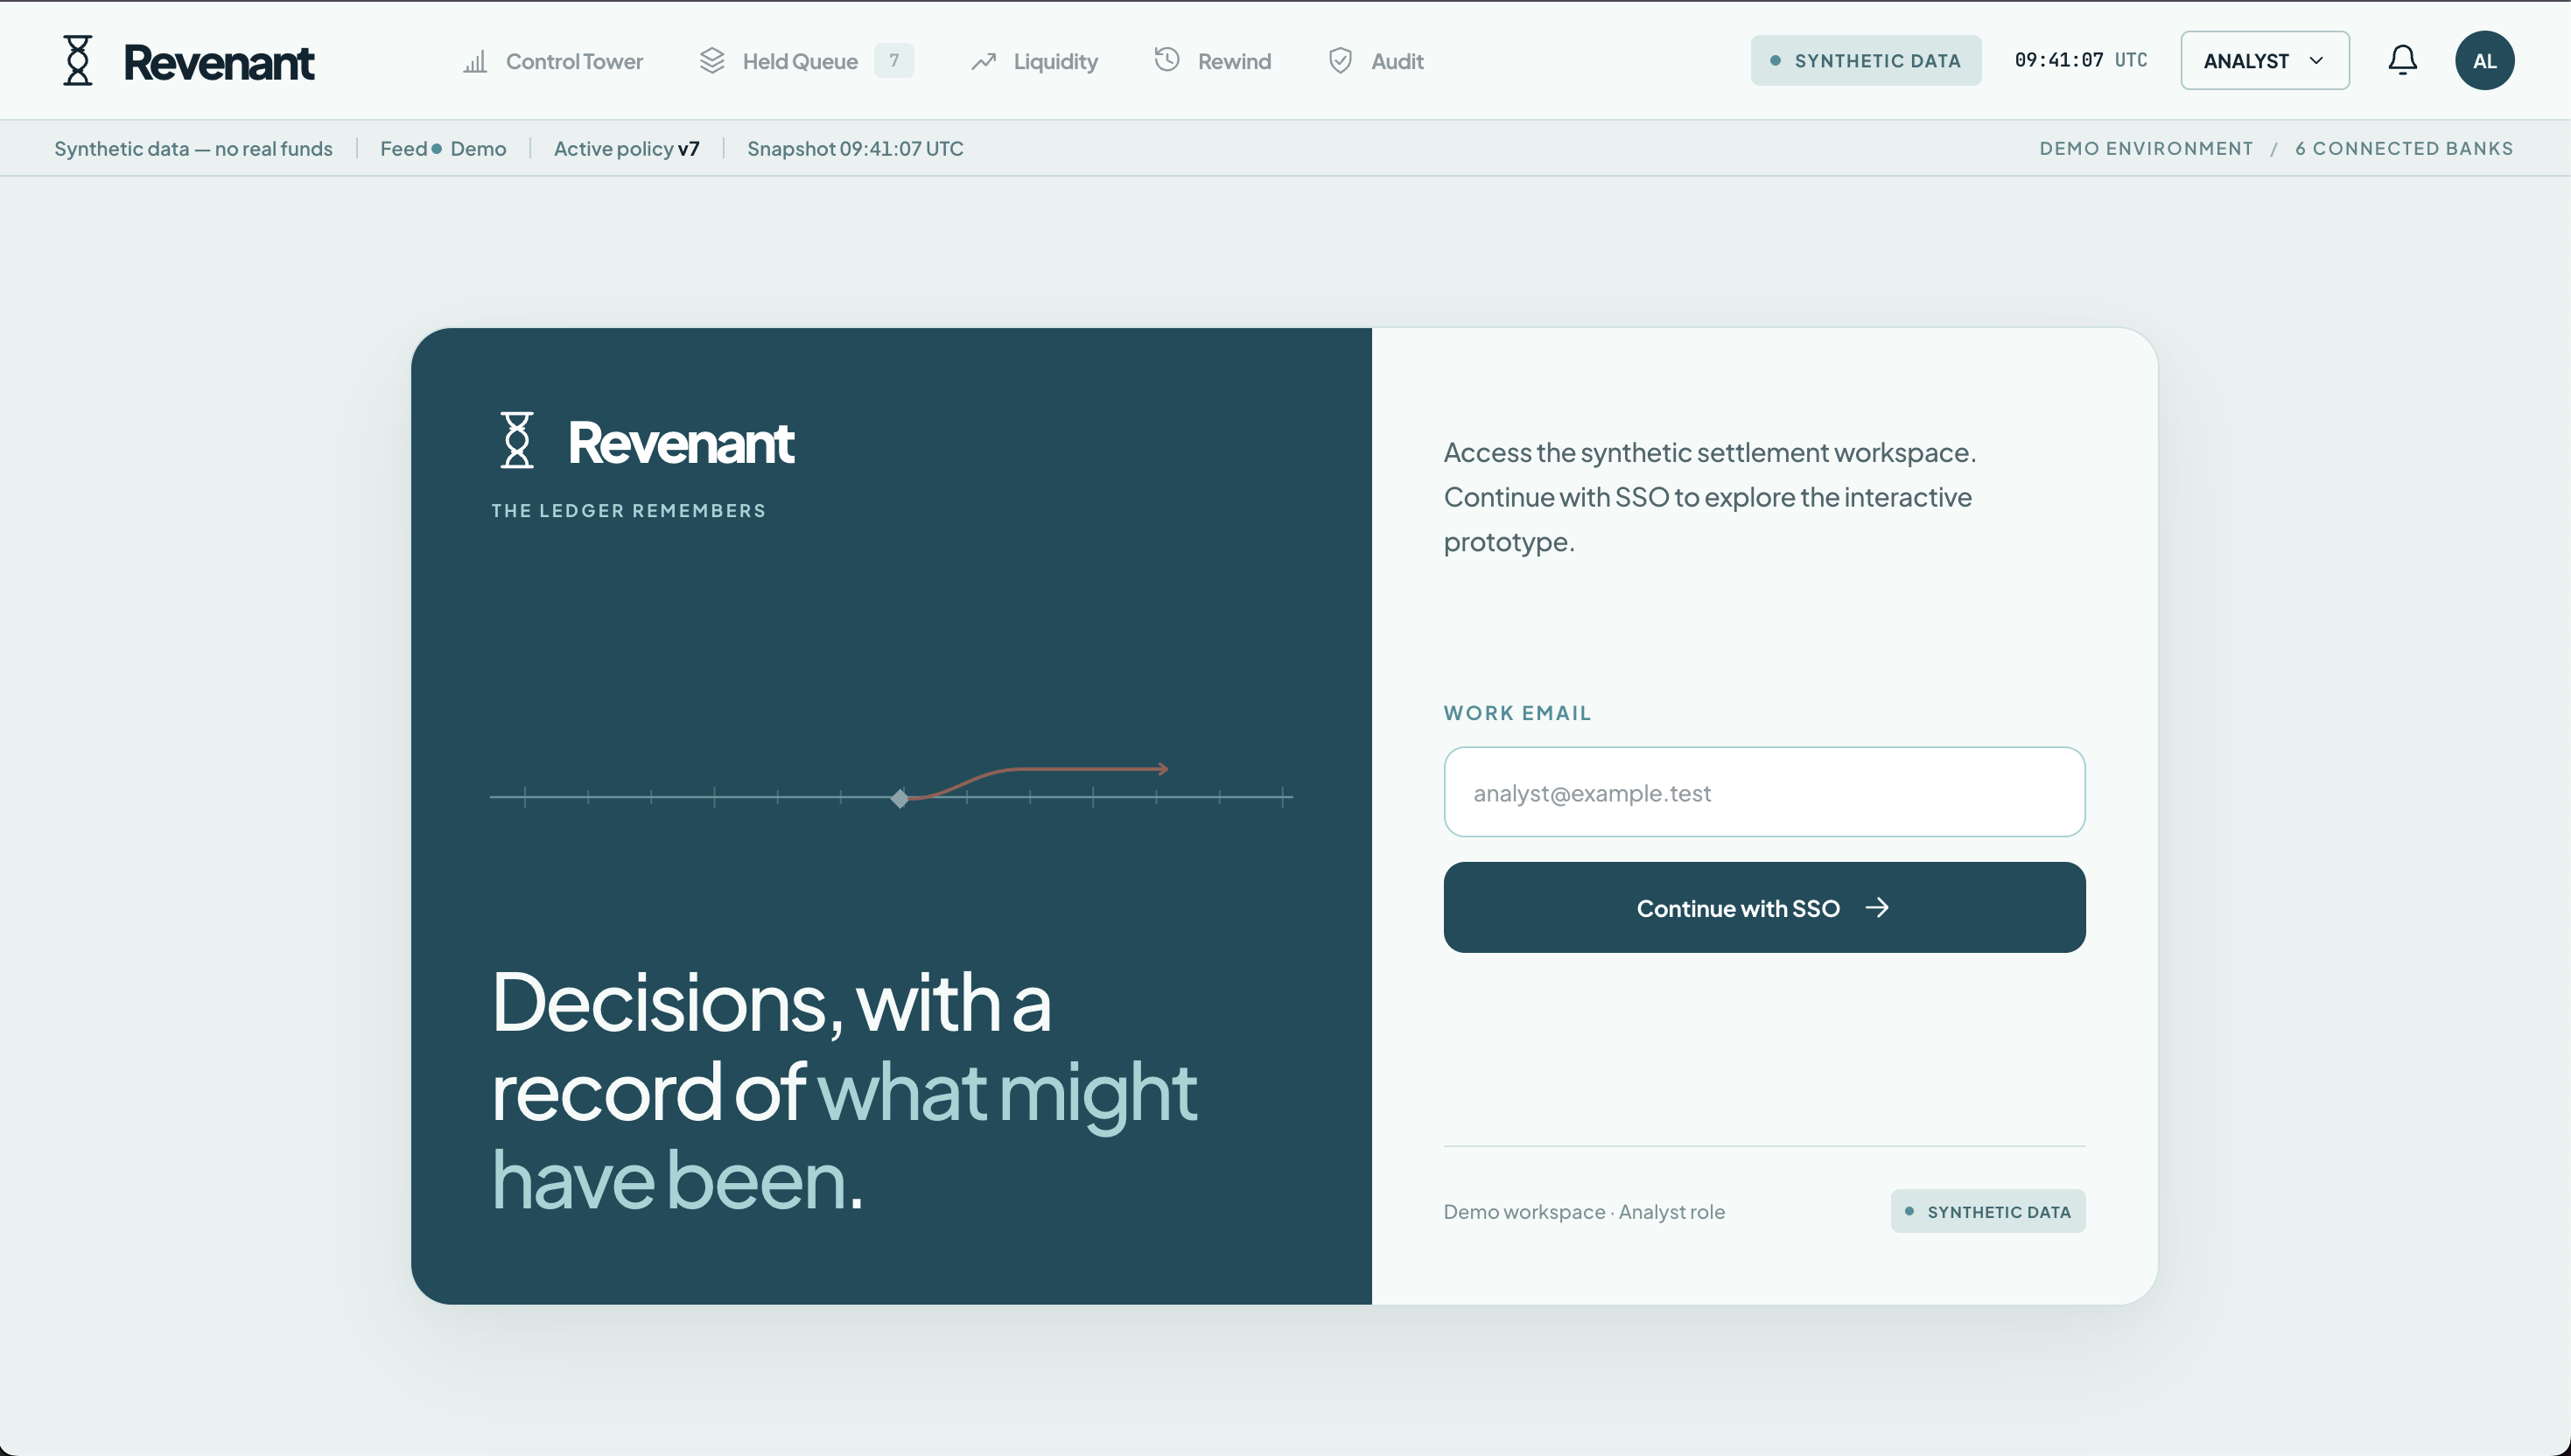 Revenant
Control Tower
Held Queue 7
Liquidity
Rewind
Audit
SYNTHETIC DATA
09:41:07 UTC
ANALYST
AL
Synthetic data — no real funds
Feed Demo
Active policy v7
Snapshot 09:41:07 UTC
DEMO ENVIRONMENT / 6 CONNECTED BANKS
Revenant
THE LEDGER REMEMBERS
Decisions, with a
record of what might
have been.
Access the synthetic settlement workspace.
Continue with SSO to explore the interactive
prototype.
WORK EMAIL
analyst@example.test
Continue with SSO
Demo workspace · Analyst role
SYNTHETIC DATA